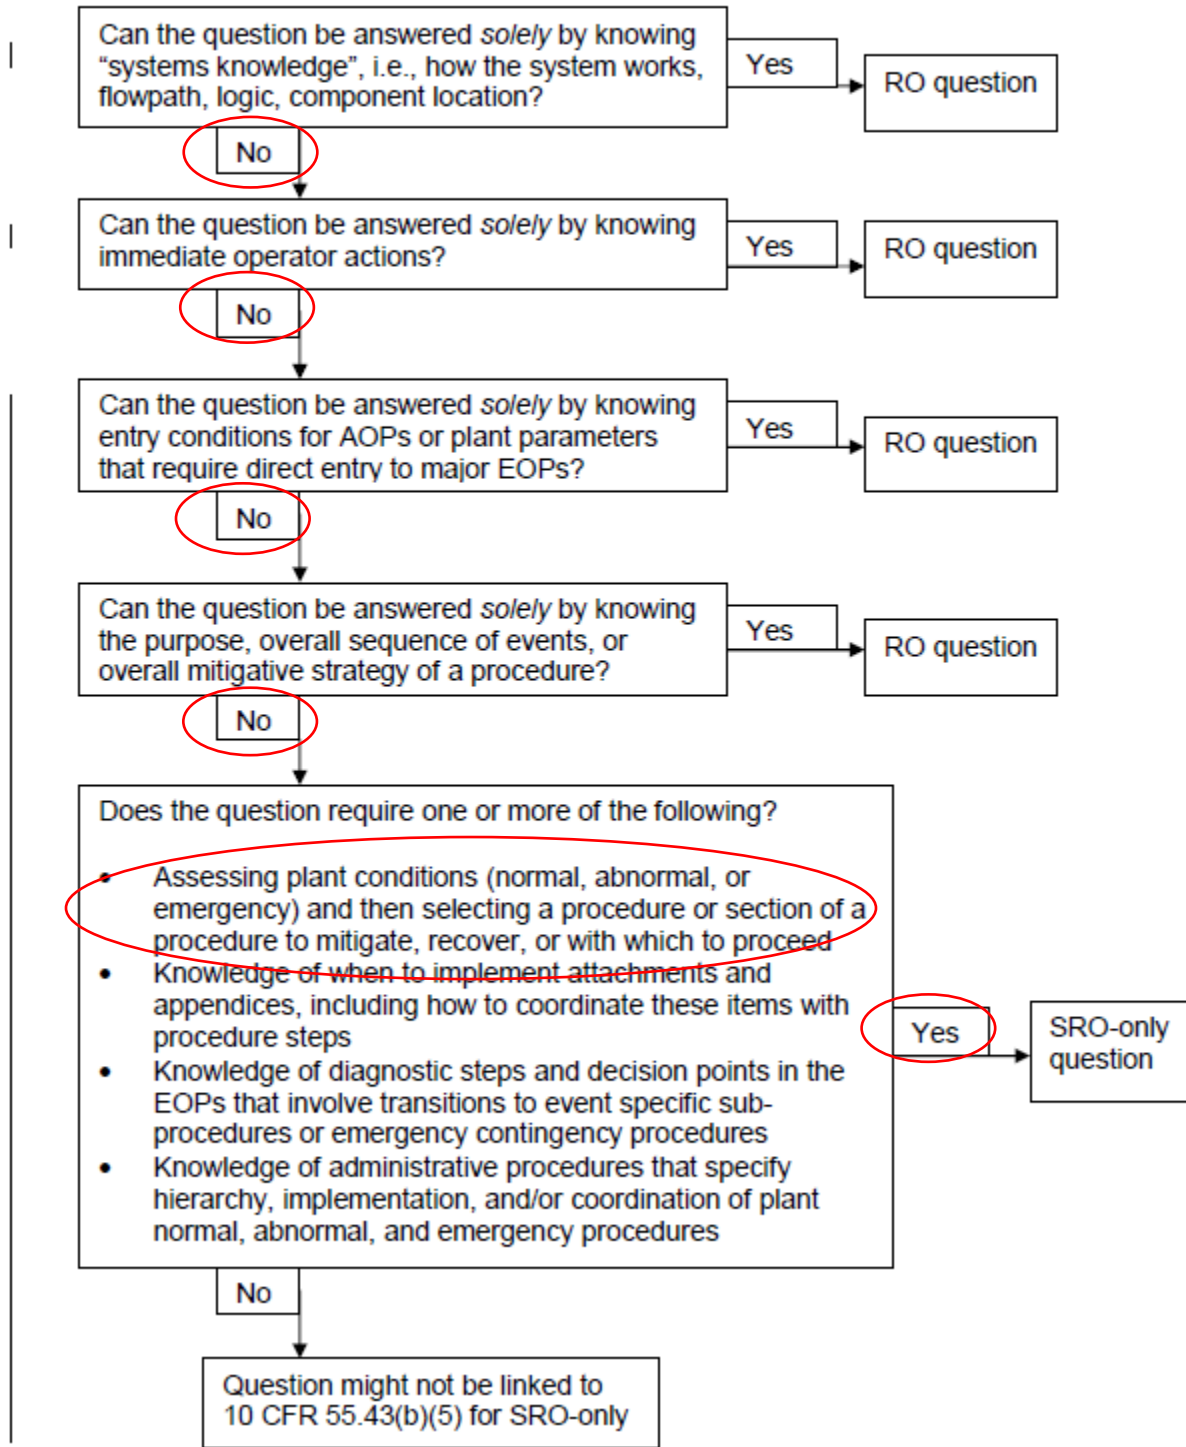 Can the question be answered solely by knowing
“systems knowledge”, i.e., how the system works,
flowpath, logic, component location?
Yes
RO question
No
Can the question be answered solely by knowing
immediate operator actions?
Yes
RO question
No
Can the question be answered solely by knowing
entry conditions for AOPs or plant parameters
that require direct entry to major EOPs?
Yes
RO question
No
Can the question be answered solely by knowing
the purpose, overall sequence of events, or
overall mitigative strategy of a procedure?
Yes
RO question
No
Does the question require one or more of the following?
• Assessing plant conditions (normal, abnormal, or
emergency) and then selecting a procedure or section of a
procedure to mitigate, recover, or with which to proceed
• Knowledge of when to implement attachments and
appendices, including how to coordinate these items with
procedure steps
• Knowledge of diagnostic steps and decision points in the
EOPs that involve transitions to event specific sub-
procedures or emergency contingency procedures
• Knowledge of administrative procedures that specify
hierarchy, implementation, and/or coordination of plant
normal, abnormal, and emergency procedures
Yes
SRO-only
question
No
Question might not be linked to
10 CFR 55.43(b)(5) for SRO-only